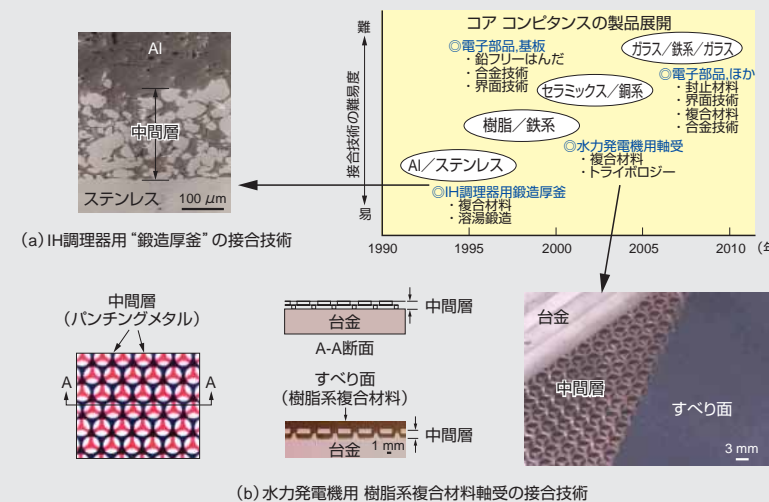 Al
中間層
ステンレス
100 μm
(a) IH調理器用“鍛造厚釜”の接合技術
コア コンピタンスの製品展開
接合技術の難易度
難
易
◎電子部品,基板
・鉛フリーはんだ
・合金技術
・界面技術
ガラス／鉄系／ガラス
◎電子部品,ほか
・封止材料
・界面技術
・複合材料
・合金技術
セラミックス／銅系
樹脂／鉄系
◎水力発電機用軸受
・複合材料
・トライボロジー
Al／ステンレス
◎IH調理器用鍛造厚釜
・複合材料
・溶湯鍛造
1990
1995
2000
2005
2010
中間層
(パンチングメタル)
A
A
中間層
台金
A-A断面
すべり面
(樹脂系複合材料)
中間層
1 mm
台金
台金
中間層
すべり面
3 mm
(b) 水力発電機用 樹脂系複合材料軸受の接合技術